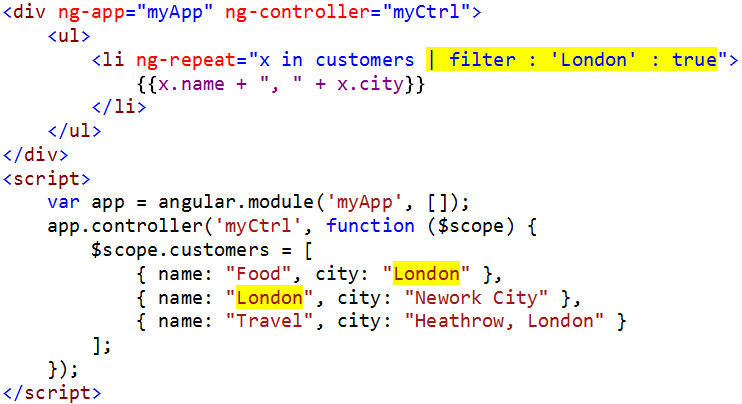 <div ng-app="myApp" ng-controller="myCtrl">
    <ul>
        <li ng-repeat="x in customers | filter : 'London' : true">
            {{x.name + ", " + x.city}}
        </li>
    </ul>
</div>
<script>
    var app = angular.module('myApp', []);
    app.controller('myCtrl', function ($scope) {
        $scope.customers = [
            { name: "Food", city: "London" },
            { name: "London", city: "Nework City" },
            { name: "Travel", city: "Heathrow, London" }
        ];
    });
</script>